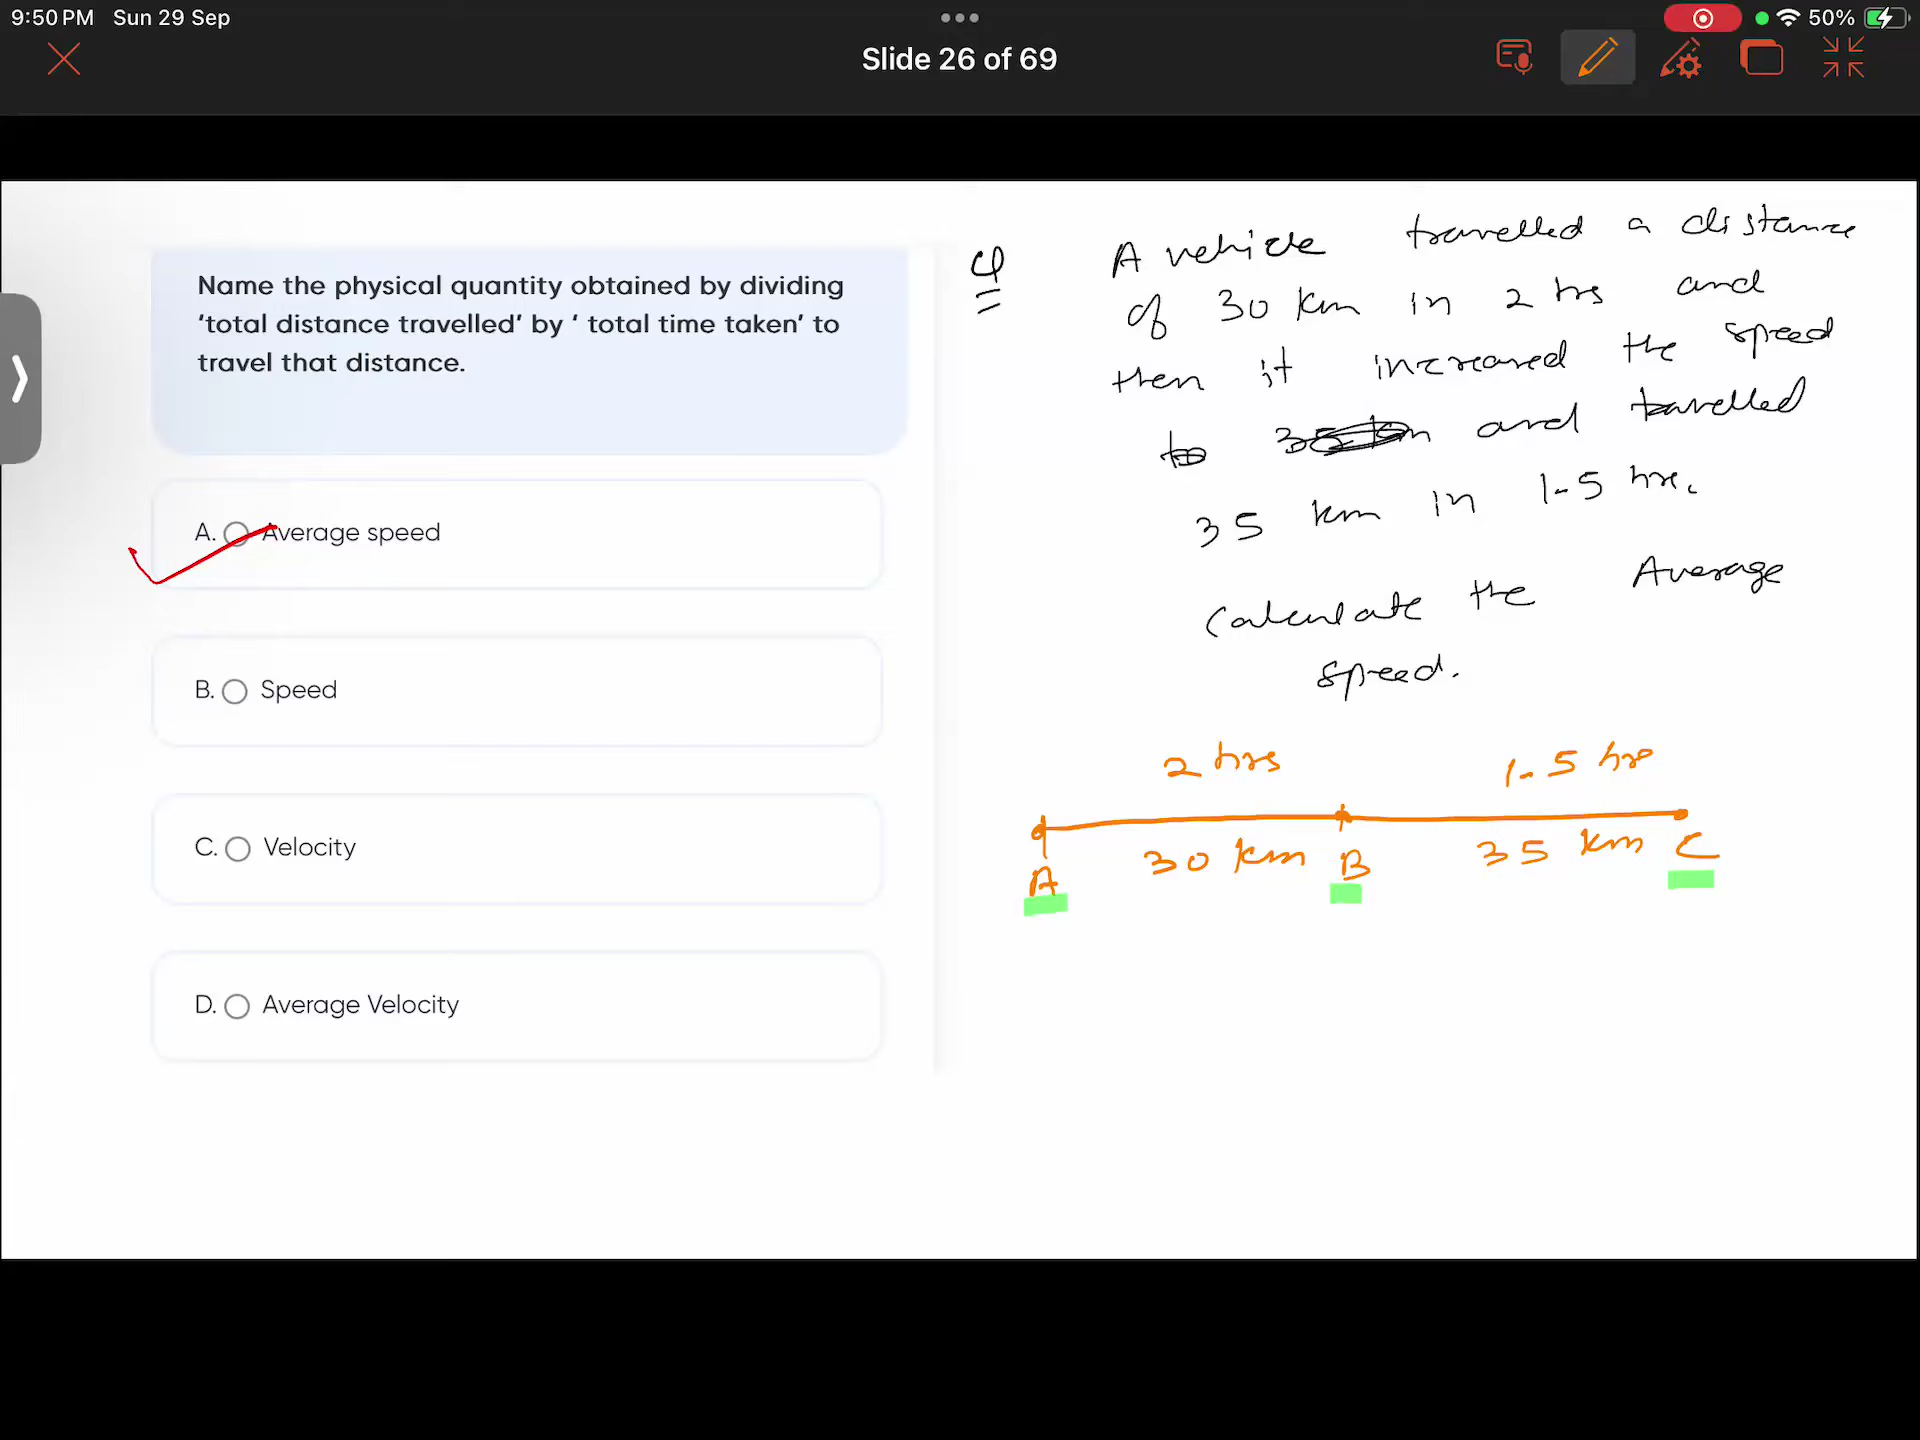 9:50 PM Sun 29 Sep
50%
Slide 26 of 69
Name the physical quantity obtained by dividing
‘total distance travelled’ by ‘ total time taken’ to
travel that distance.
A. Average speed
B. Speed
C. Velocity
D. Average Velocity
Q A vehicle travelled a distance
of 30 km in 2 hrs and
then it increased the speed
and travelled
35 km in 1.5 hrs.
Calculate the Average
speed.
2 hrs 1.5 hr
30 km 35 km
A B C